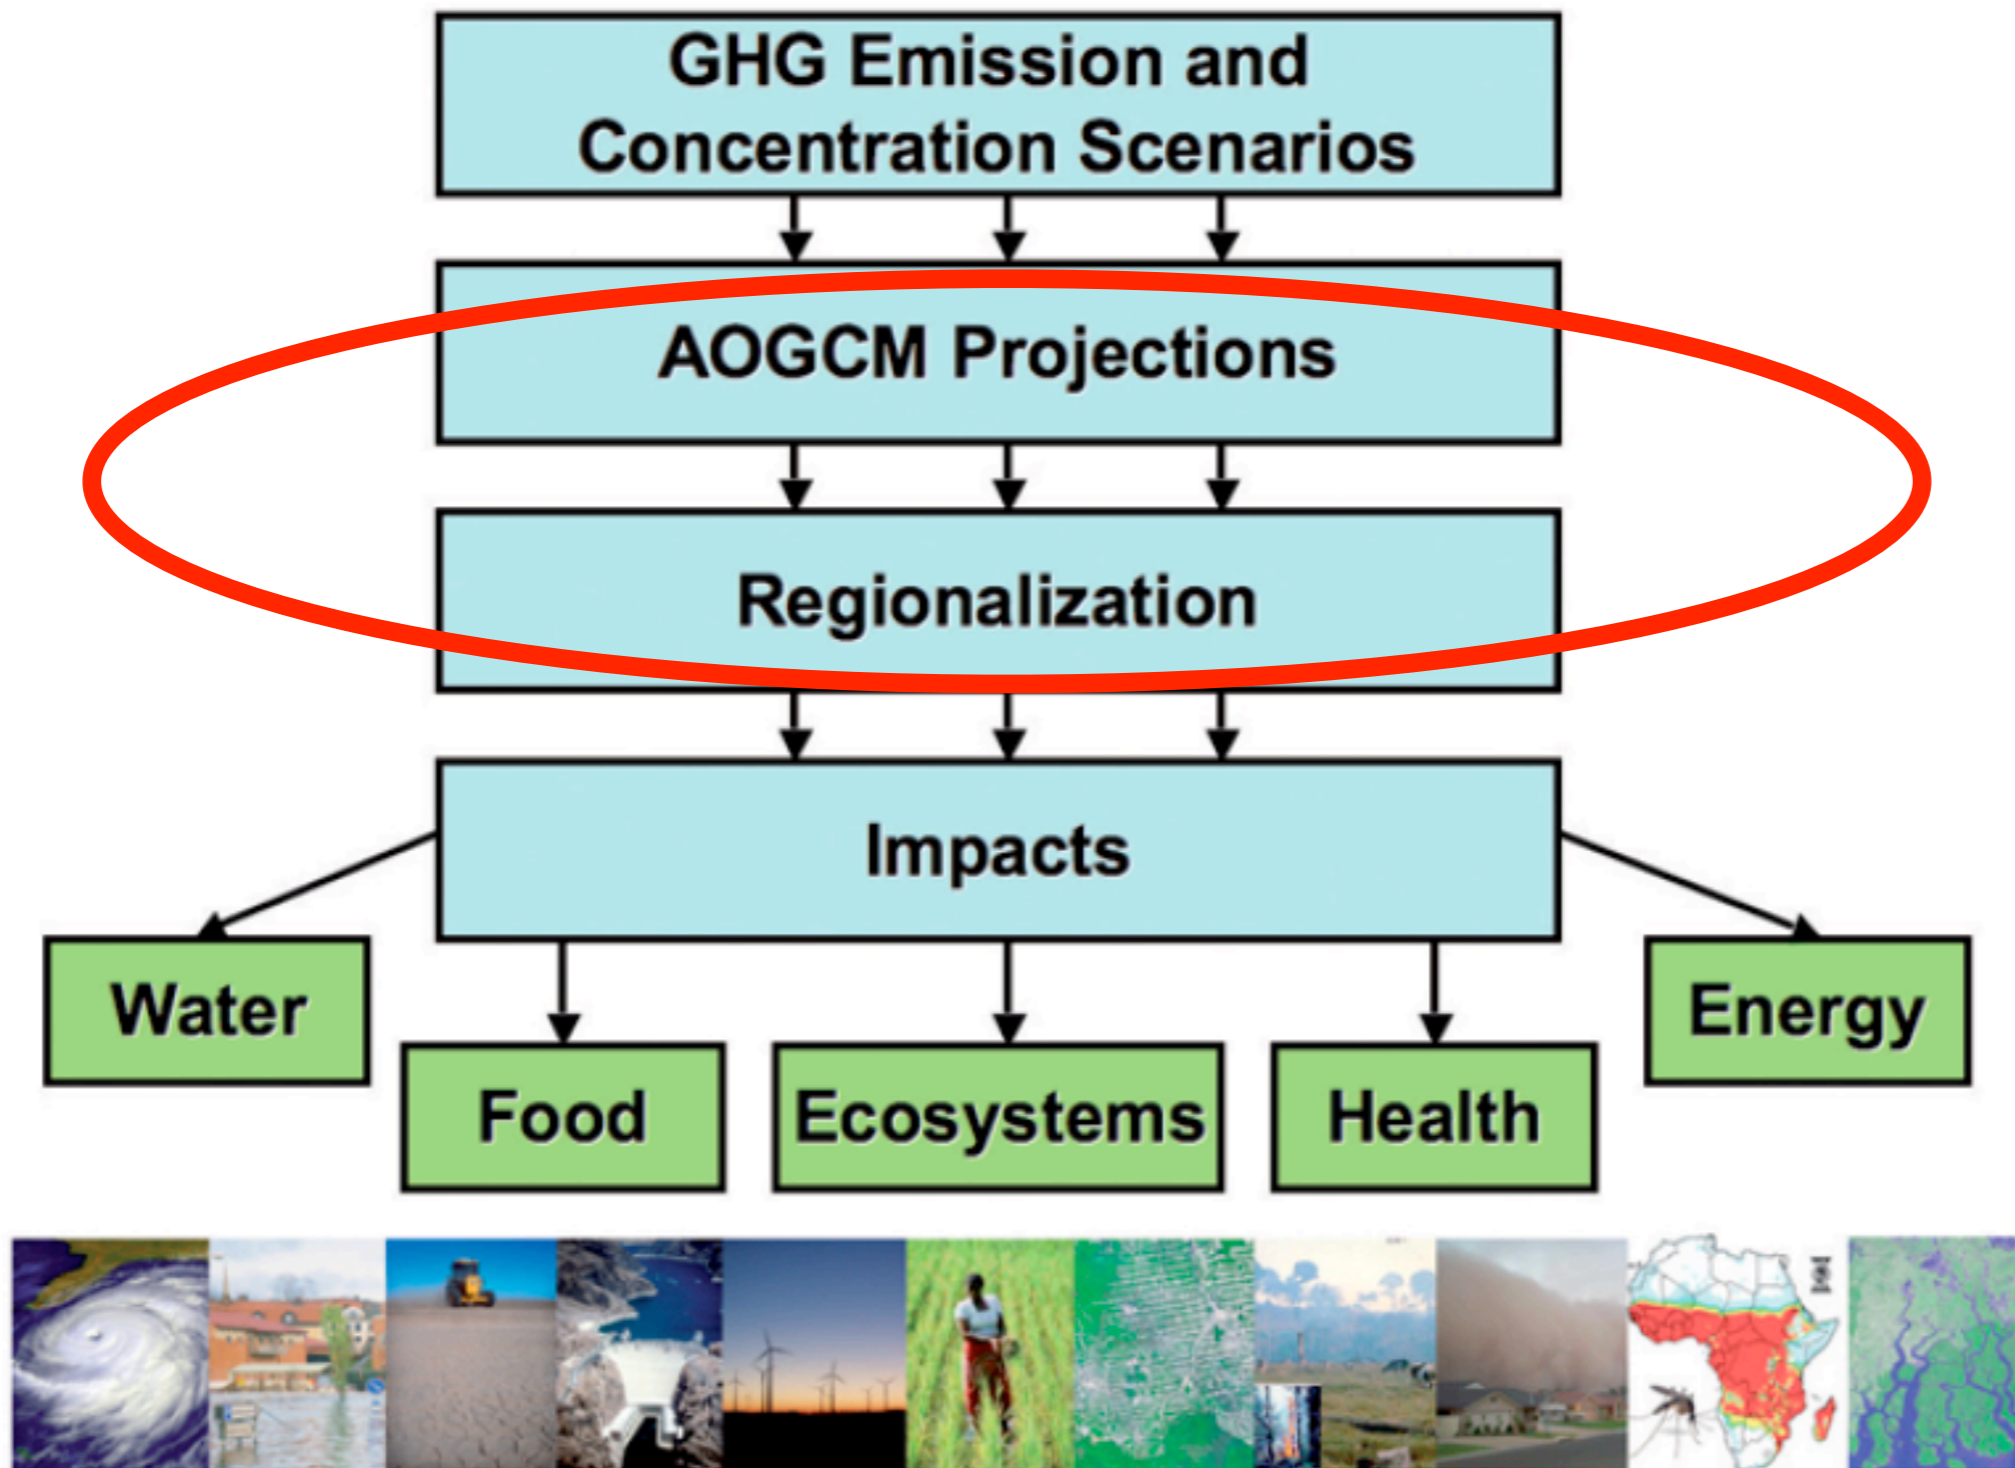 GHG Emission and
Concentration Scenarios
AOGCM Projections
Regionalization
Impacts
Water
Energy
Food
Ecosystems
Health